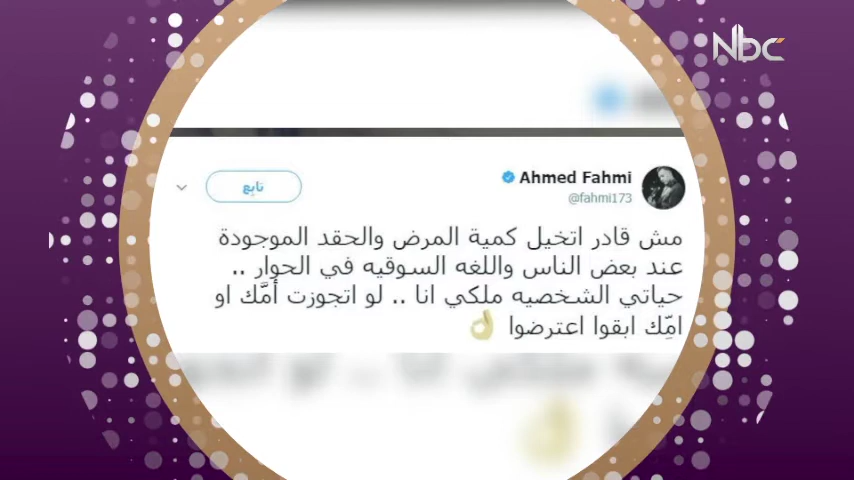 Nbc
Ahmed Fahmi
@fahmi173
تابع
مش قادر اتخيل كمية المرض والحقد الموجودة
عند بعض الناس واللغه السوقيه في الحوار ..
حياتي الشخصيه ملكي انا .. لو اتجوزت أمَّك او
امِّك ابقوا اعترضوا 👌